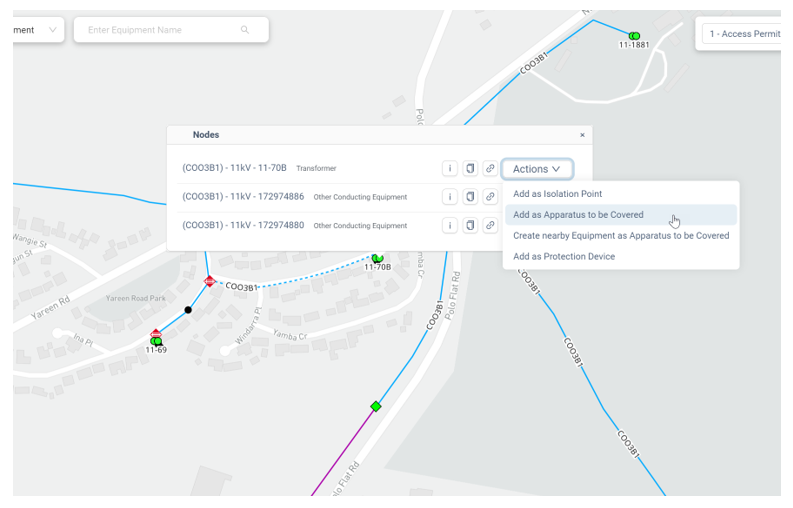 ment
Enter Equipment Name
1 - Access Permit
11-1881
COO3B1
Polo
Nodes
×
(COO3B1) - 11kV - 11-70B Transformer
i
Actions
(COO3B1) - 11kV - 172974886 Other Conducting Equipment
i
(COO3B1) - 11kV - 172974880 Other Conducting Equipment
i
Add as Isolation Point
Add as Apparatus to be Covered
Create nearby Equipment as Apparatus to be Covered
Add as Protection Device
Wangie St
un St
11-70B
mba Cr
COO3B1
Yareen Road Park
Yareen Rd
Polo Flat Rd
COO3B1
COO3B1
Windarra Pl
Yamba Cr
Ina Pl
11-69
COO3B1
COO3B1
Polo Flat Rd